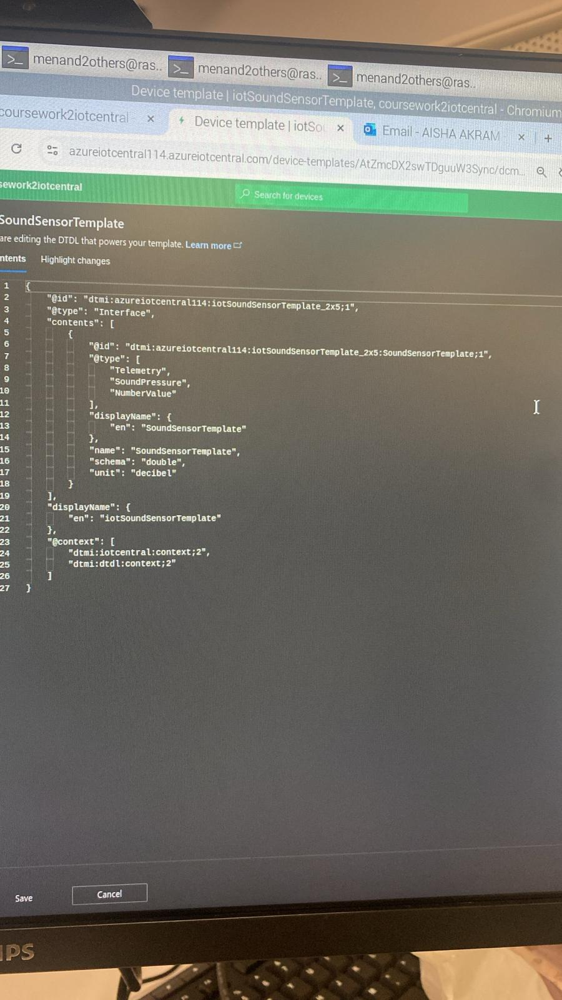 menand2others@ras.. menand2others@ras.. menand2others@ras..
Device template | iotSoundSensorTemplate, coursework2iotcentral - Chromium
coursework2iotcentral × Device template | iotSo × Email - AISHA AKRAM × +
azureiotcentral114.azureiotcentral.com/device-templates/AtZmcDX2swTDguuW3Sync/dcm...
sework2iotcentral Search for devices
SoundSensorTemplate
are editing the DTDL that powers your template. Learn more
ntents Highlight changes
1 {
2 "@id": "dtmi:azureiotcentral114:iotSoundSensorTemplate_2x5;1",
3 "@type": "Interface",
4 "contents": [
5 {
6 "@id": "dtmi:azureiotcentral114:iotSoundSensorTemplate_2x5:SoundSensorTemplate;1",
7 "@type": [
8 "Telemetry",
9 "SoundPressure",
10 "NumberValue"
11 ],
12 "displayName": {
13 "en": "SoundSensorTemplate"
14 },
15 "name": "SoundSensorTemplate",
16 "schema": "double",
17 "unit": "decibel"
18 }
19 ],
20 "displayName": {
21 "en": "iotSoundSensorTemplate"
22 },
23 "@context": [
24 "dtmi:iotcentral:context;2",
25 "dtmi:dtdl:context;2"
26 ]
27 }
Save Cancel
IPS